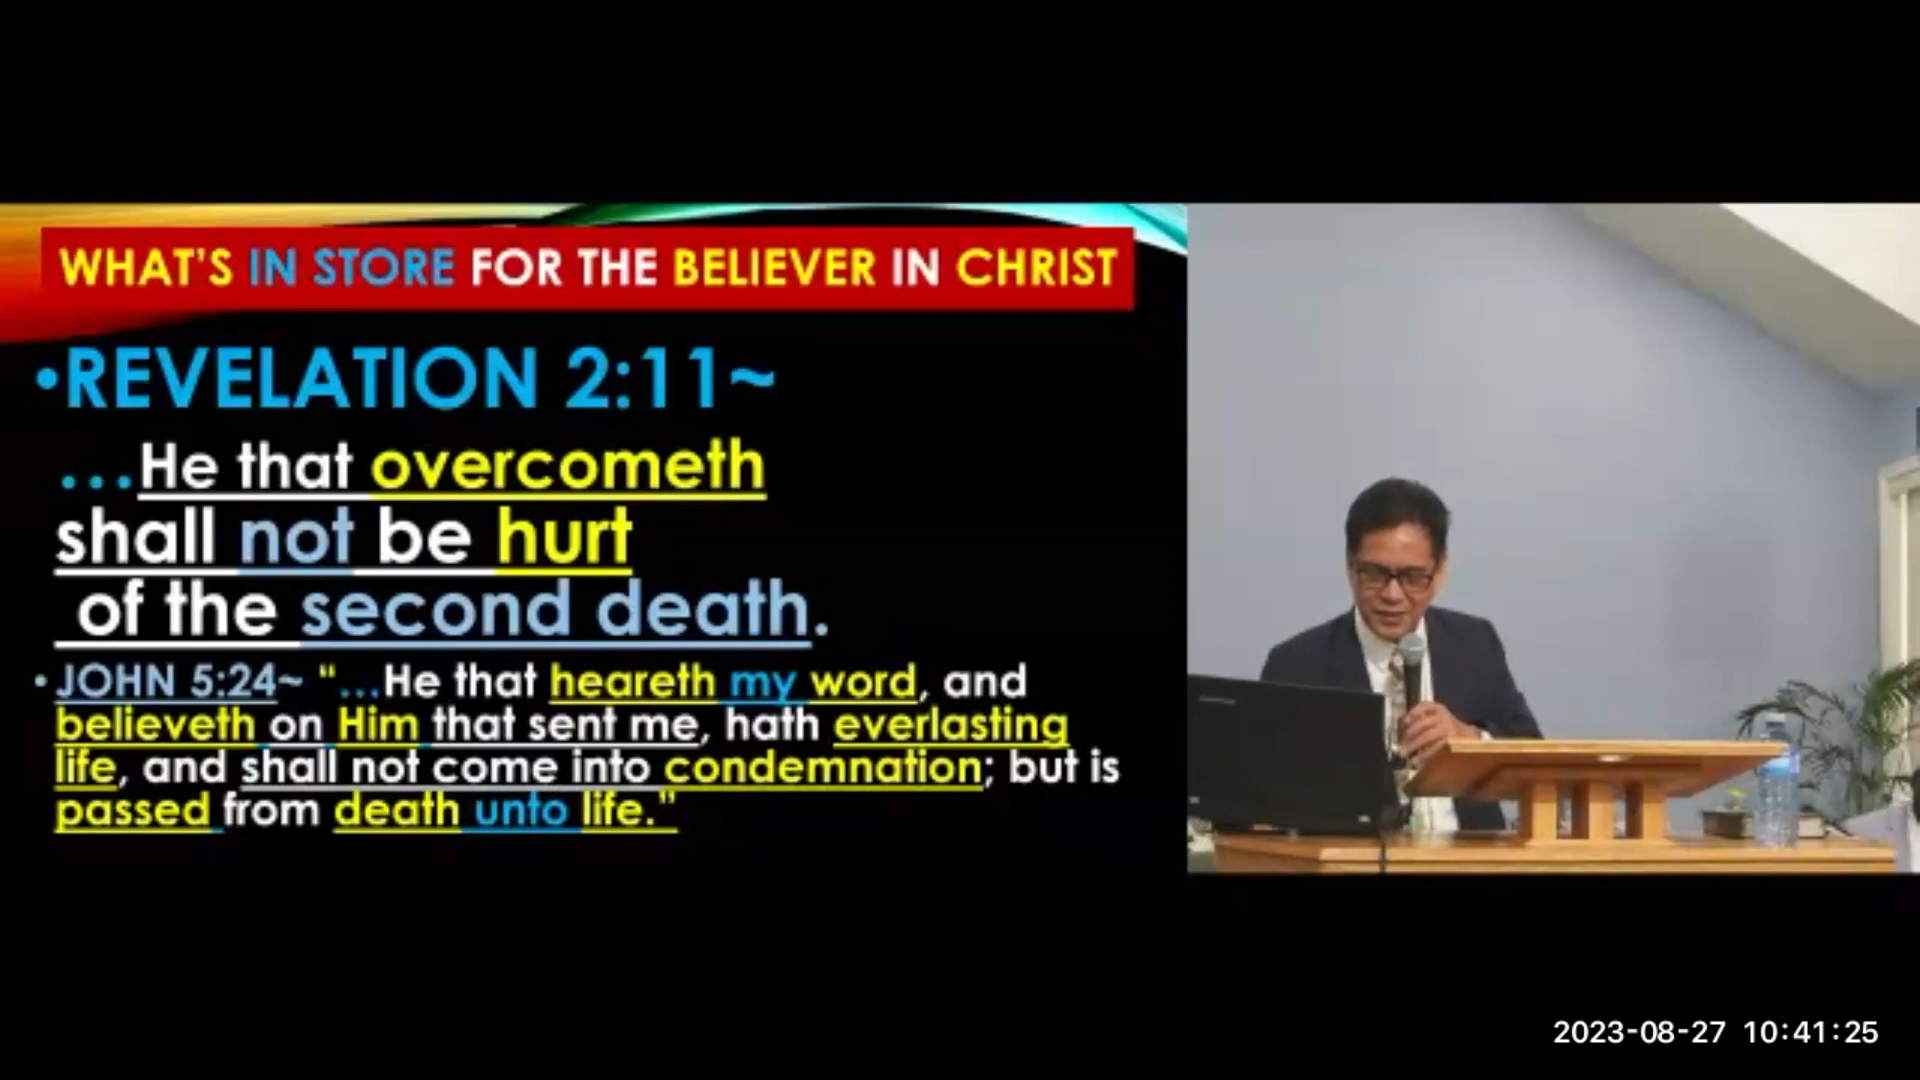 WHAT'S IN STORE FOR THE BELIEVER IN CHRIST
•REVELATION 2:11~
...He that overcometh
shall not be hurt
of the second death.
• JOHN 5:24~ "...He that heareth my word, and
believeth on Him that sent me, hath everlasting
life, and shall not come into condemnation; but is
passed from death unto life."
2023-08-27 10:41:25